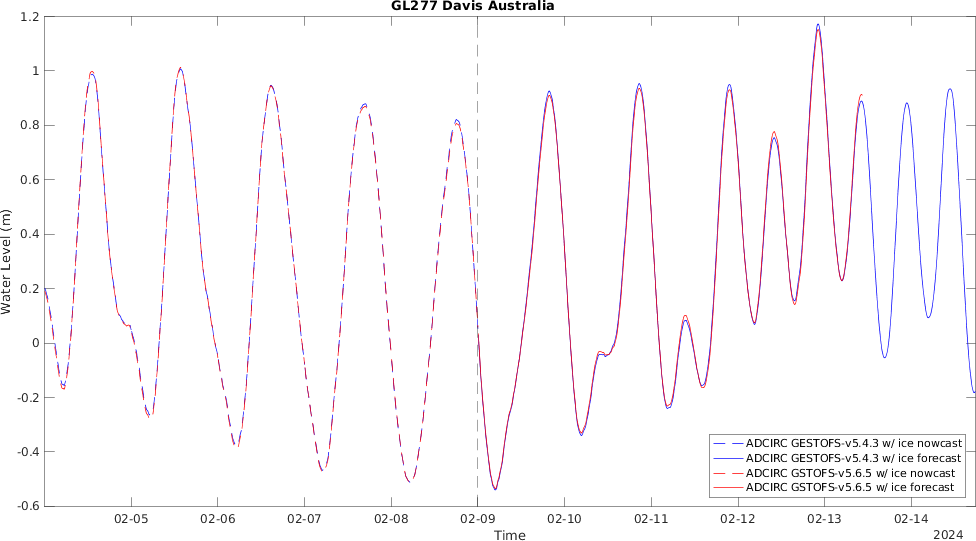 GL277 Davis Australia
Water Level (m)
1.2
1
0.8
0.6
0.4
0.2
0
-0.2
-0.4
-0.6
ADCIRC GESTOFS-v5.4.3 w/ ice nowcast
ADCIRC GESTOFS-v5.4.3 w/ ice forecast
ADCIRC GSTOFS-v5.6.5 w/ ice nowcast
ADCIRC GSTOFS-v5.6.5 w/ ice forecast
02-05 02-06 02-07 02-08 02-09 02-10 02-11 02-12 02-13 02-14
Time
2024